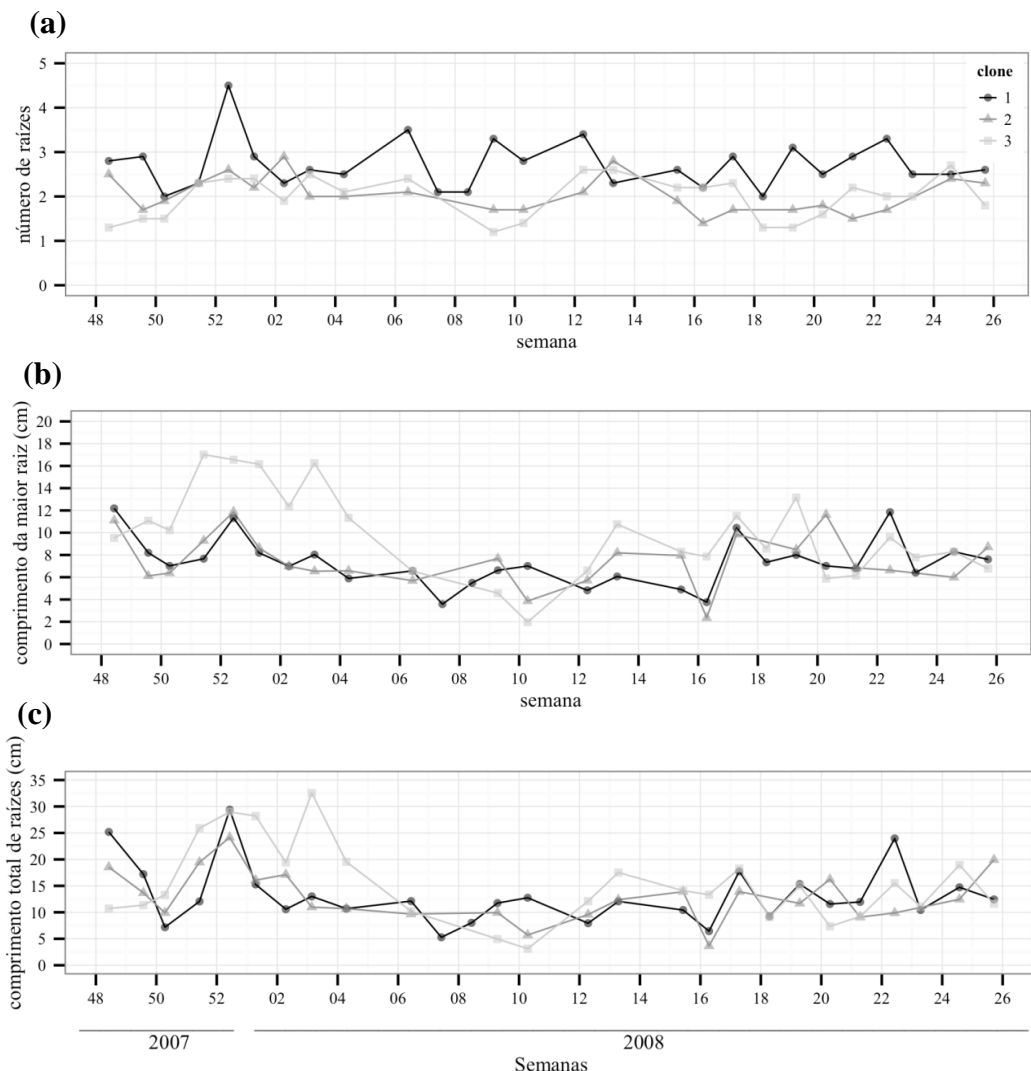 (a)
número de raízes
5
4
3
2
1
0
clone
1
2
3
48 50 52 02 04 06 08 10 12 14 16 18 20 22 24 26
semana
(b)
comprimento da maior raiz (cm)
20
18
16
14
12
10
8
6
4
2
0
48 50 52 02 04 06 08 10 12 14 16 18 20 22 24 26
semana
(c)
comprimento total de raízes (cm)
35
30
25
20
15
10
5
0
48 50 52 02 04 06 08 10 12 14 16 18 20 22 24 26
2007 2008
Semanas